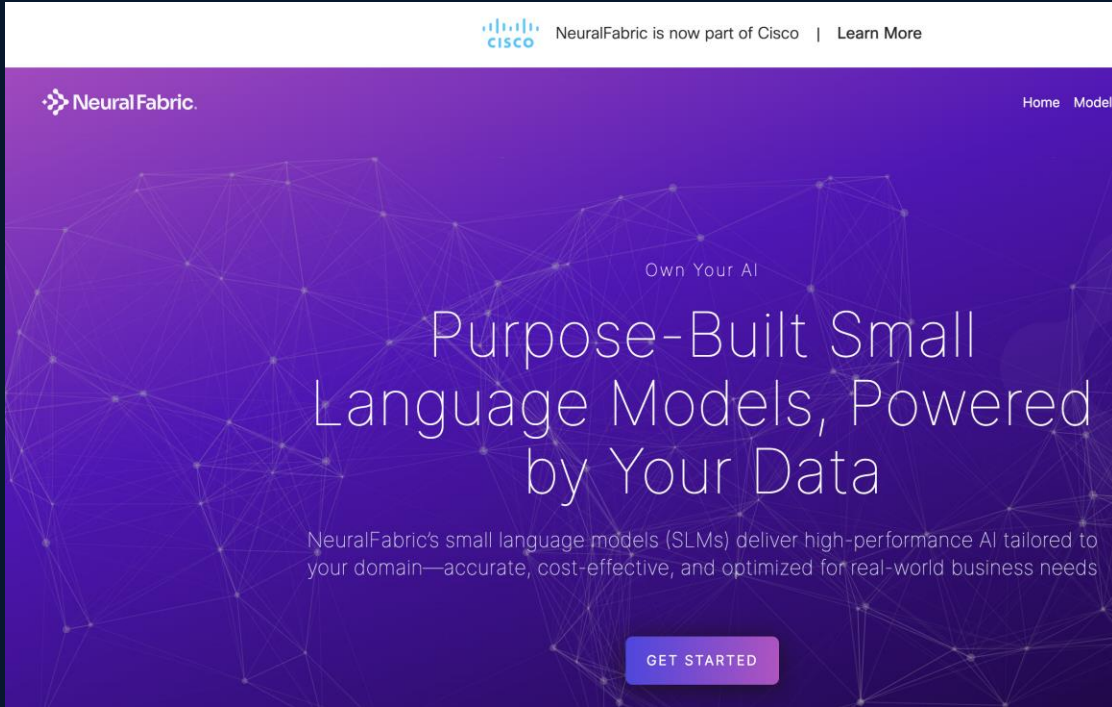 CISCO NeuralFabric is now part of Cisco | Learn More
NeuralFabric. Home Model
Own Your AI
Purpose-Built Small
Language Models, Powered
by Your Data
NeuralFabric's small language models (SLMs) deliver high-performance AI tailored to
your domain—accurate, cost-effective, and optimized for real-world business needs
GET STARTED